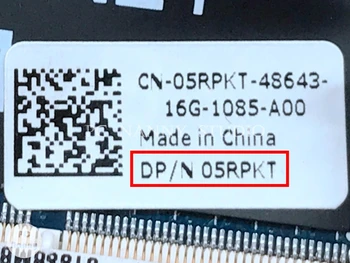 CN-05RPKT-48643-
16G-1085-A00
Made in China
DP/N 05RPKT